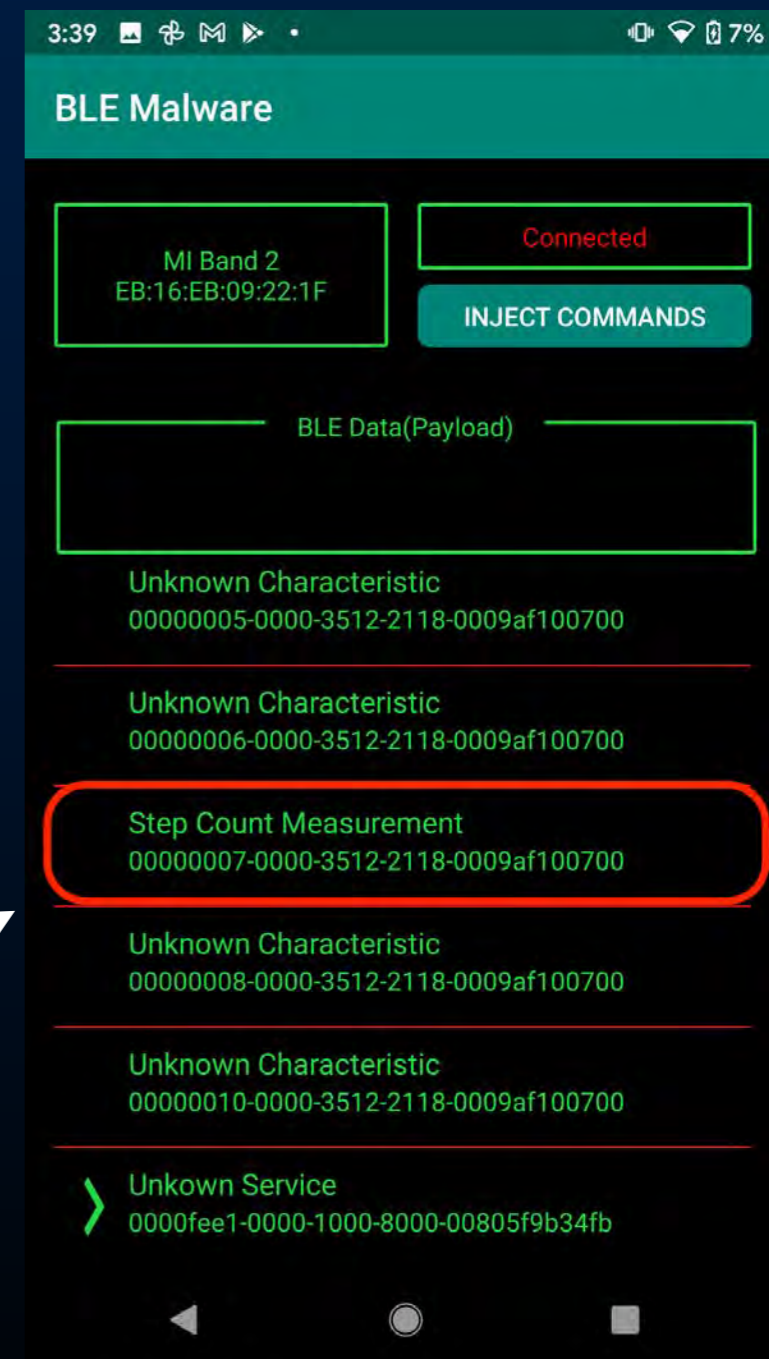 3:39 7%
BLE Malware
MI Band 2
EB:16:EB:09:22:1F
Connected
INJECT COMMANDS
BLE Data(Payload)
Unknown Characteristic
00000005-0000-3512-2118-0009af100700
Unknown Characteristic
00000006-0000-3512-2118-0009af100700
Step Count Measurement
00000007-0000-3512-2118-0009af100700
Unknown Characteristic
00000008-0000-3512-2118-0009af100700
Unknown Characteristic
00000010-0000-3512-2118-0009af100700
Unkown Service
0000fee1-0000-1000-8000-00805f9b34fb